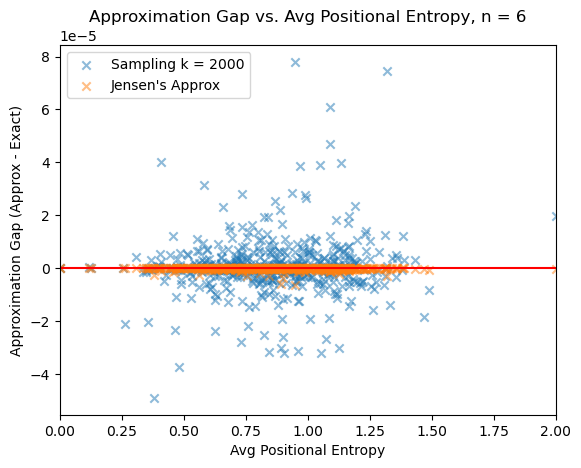 Approximation Gap vs. Avg Positional Entropy, n = 6
1e−5
Sampling k = 2000
Jensen's Approx
Approximation Gap (Approx - Exact)
8
6
4
2
0
−2
−4
0.00 0.25 0.50 0.75 1.00 1.25 1.50 1.75 2.00
Avg Positional Entropy